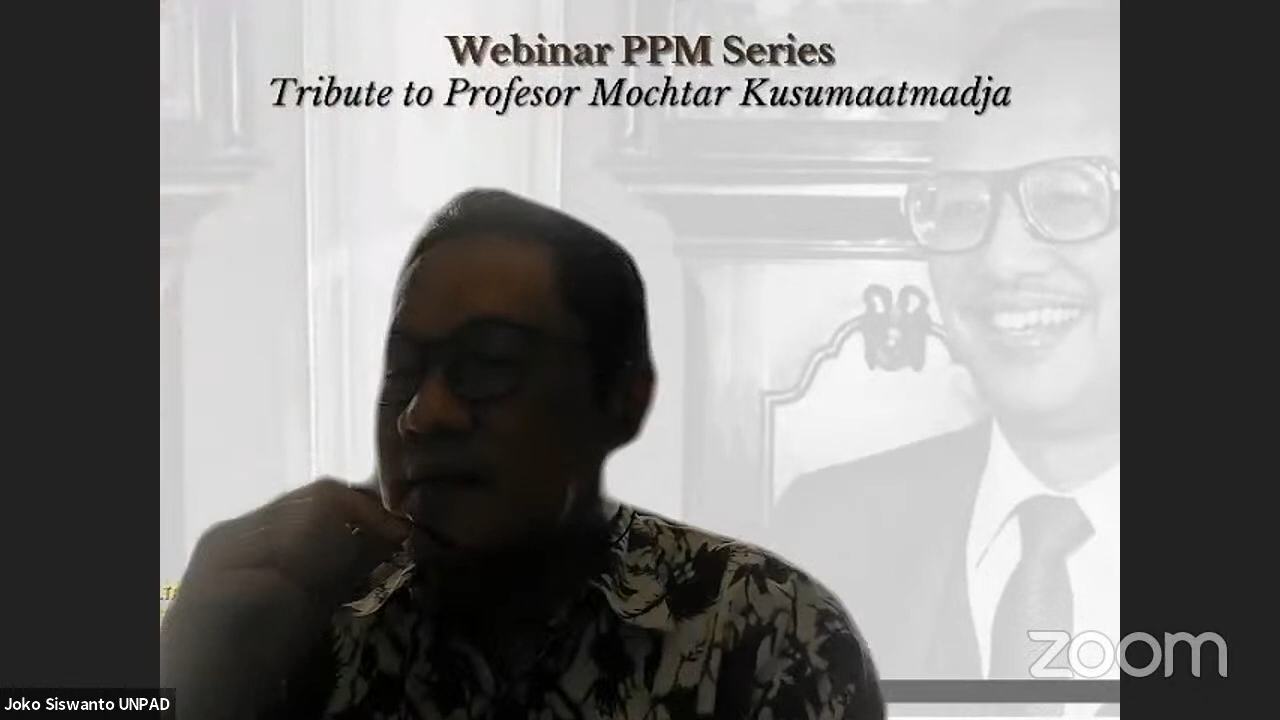 Webinar PPM Series
Tribute to Profesor Mochtar Kusumaatmadja
zoom
Joko Siswanto UNPAD